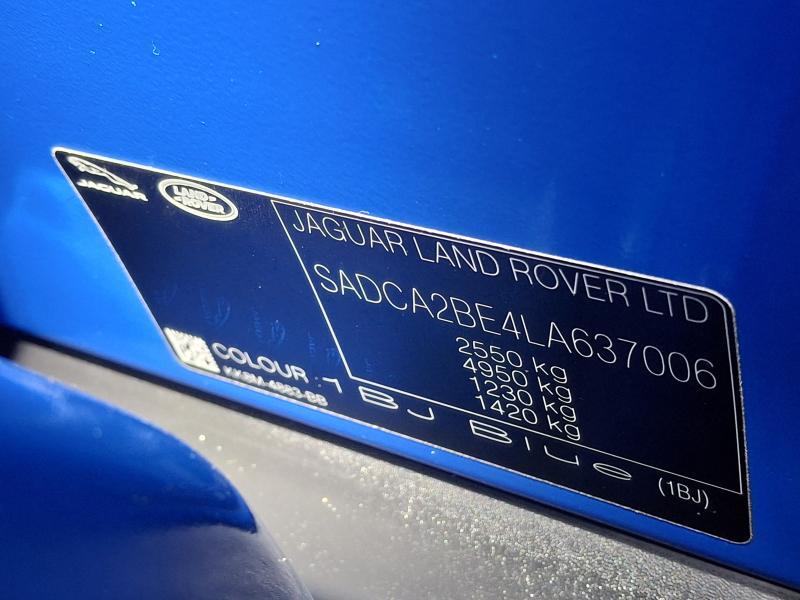 JAGUAR
LAND
ROVER
JAGUAR LAND ROVER LTD
SADCA2BE4LA637006
2550 kg
4950 kg
1230 kg
1420 kg
COLOUR : 1BJ Blue (1BJ)